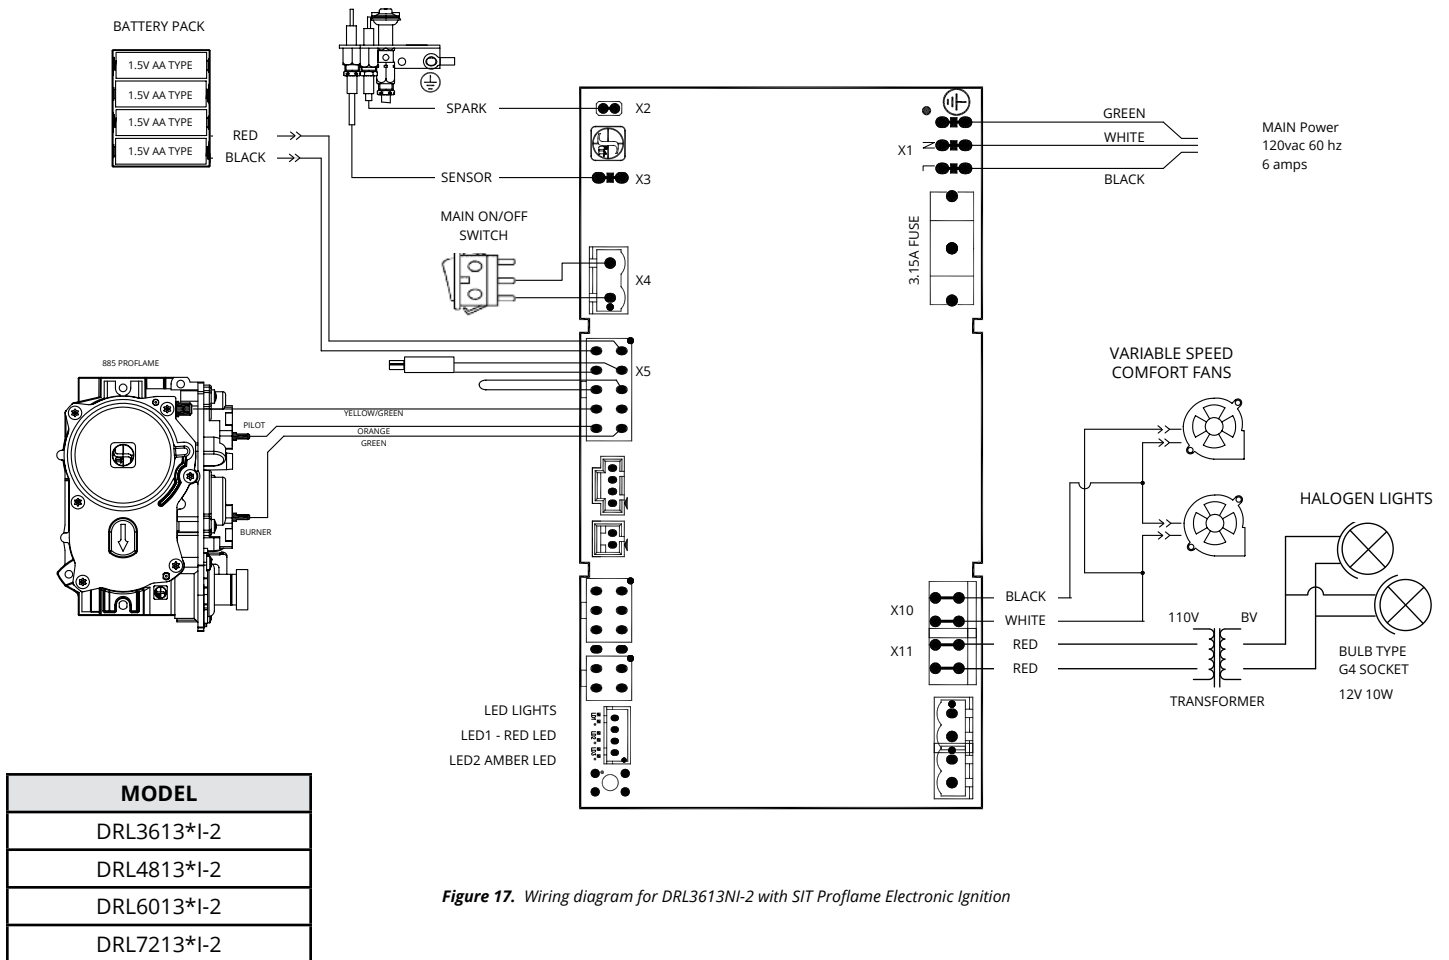 BATTERY PACK
1.5V AA TYPE
1.5V AA TYPE
1.5V AA TYPE
1.5V AA TYPE
RED
BLACK
SPARK
X2
SENSOR
X3
MAIN ON/OFF
SWITCH
X4
X5
885 PROFLAME
YELLOW/GREEN
PILOT
ORANGE
GREEN
BURNER
GREEN
WHITE
BLACK
X1
N
L
MAIN Power
120vac 60 hz
6 amps
3.15A FUSE
VARIABLE SPEED
COMFORT FANS
HALOGEN LIGHTS
X10
BLACK
WHITE
X11
RED
RED
110V
BV
TRANSFORMER
BULB TYPE
G4 SOCKET
12V 10W
LED LIGHTS
LED1 - RED LED
LED2 AMBER LED
MODEL
DRL3613*I-2
DRL4813*I-2
DRL6013*I-2
DRL7213*I-2
Figure 17. Wiring diagram for DRL3613NI-2 with SIT Proflame Electronic Ignition